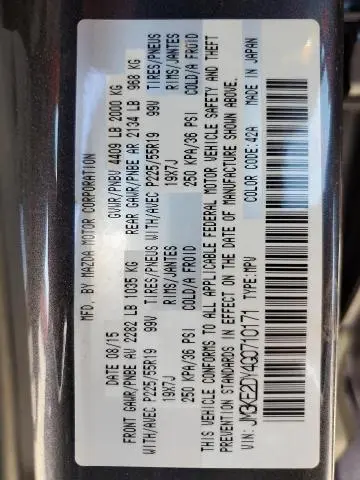 MFD. BY MAZDA MOTOR CORPORATION
DATE 08/15 GVWR/PNBV 4409 LB 2000 KG
FRONT GAWR/PNBE AV 2282 LB 1035 KG REAR GAWR/PNBE AR 2134 LB 968 KG
WITH/AVEC P225/55R19 99V TIRES/PNEUS WITH/AVEC P225/55R19 99V TIRES/PNEUS
19X7J RIMS/JANTES 19X7J RIMS/JANTES
250 KPA/36 PSI COLD/A FROID 250 KPA/36 PSI COLD/A FROID
THIS VEHICLE CONFORMS TO ALL APPLICABLE FEDERAL MOTOR VEHICLE SAFETY AND THEFT
PREVENTION STANDARDS IN EFFECT ON THE DATE OF MANUFACTURE SHOWN ABOVE.
VIN: JM3KE2DY4G0710171 TYPE:MPV COLOR CODE:42A MADE IN JAPAN